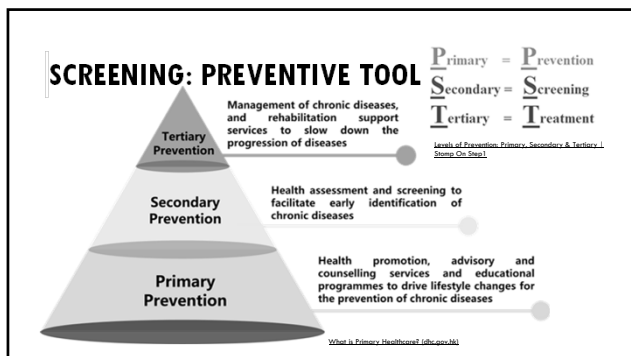 SCREENING: PREVENTIVE TOOL
Primary = Prevention
Secondary = Screening
Tertiary = Treatment
Levels of Prevention: Primary, Secondary & Tertiary |
Stomp On Step1
Tertiary
Prevention
Management of chronic diseases,
and rehabilitation support
services to slow down the
progression of diseases
Secondary
Prevention
Health assessment and screening to
facilitate early identification of
chronic diseases
Primary
Prevention
Health promotion, advisory and
counselling services and educational
programmes to drive lifestyle changes for
the prevention of chronic diseases
What is Primary Healthcare? (dhc.gov.hk)